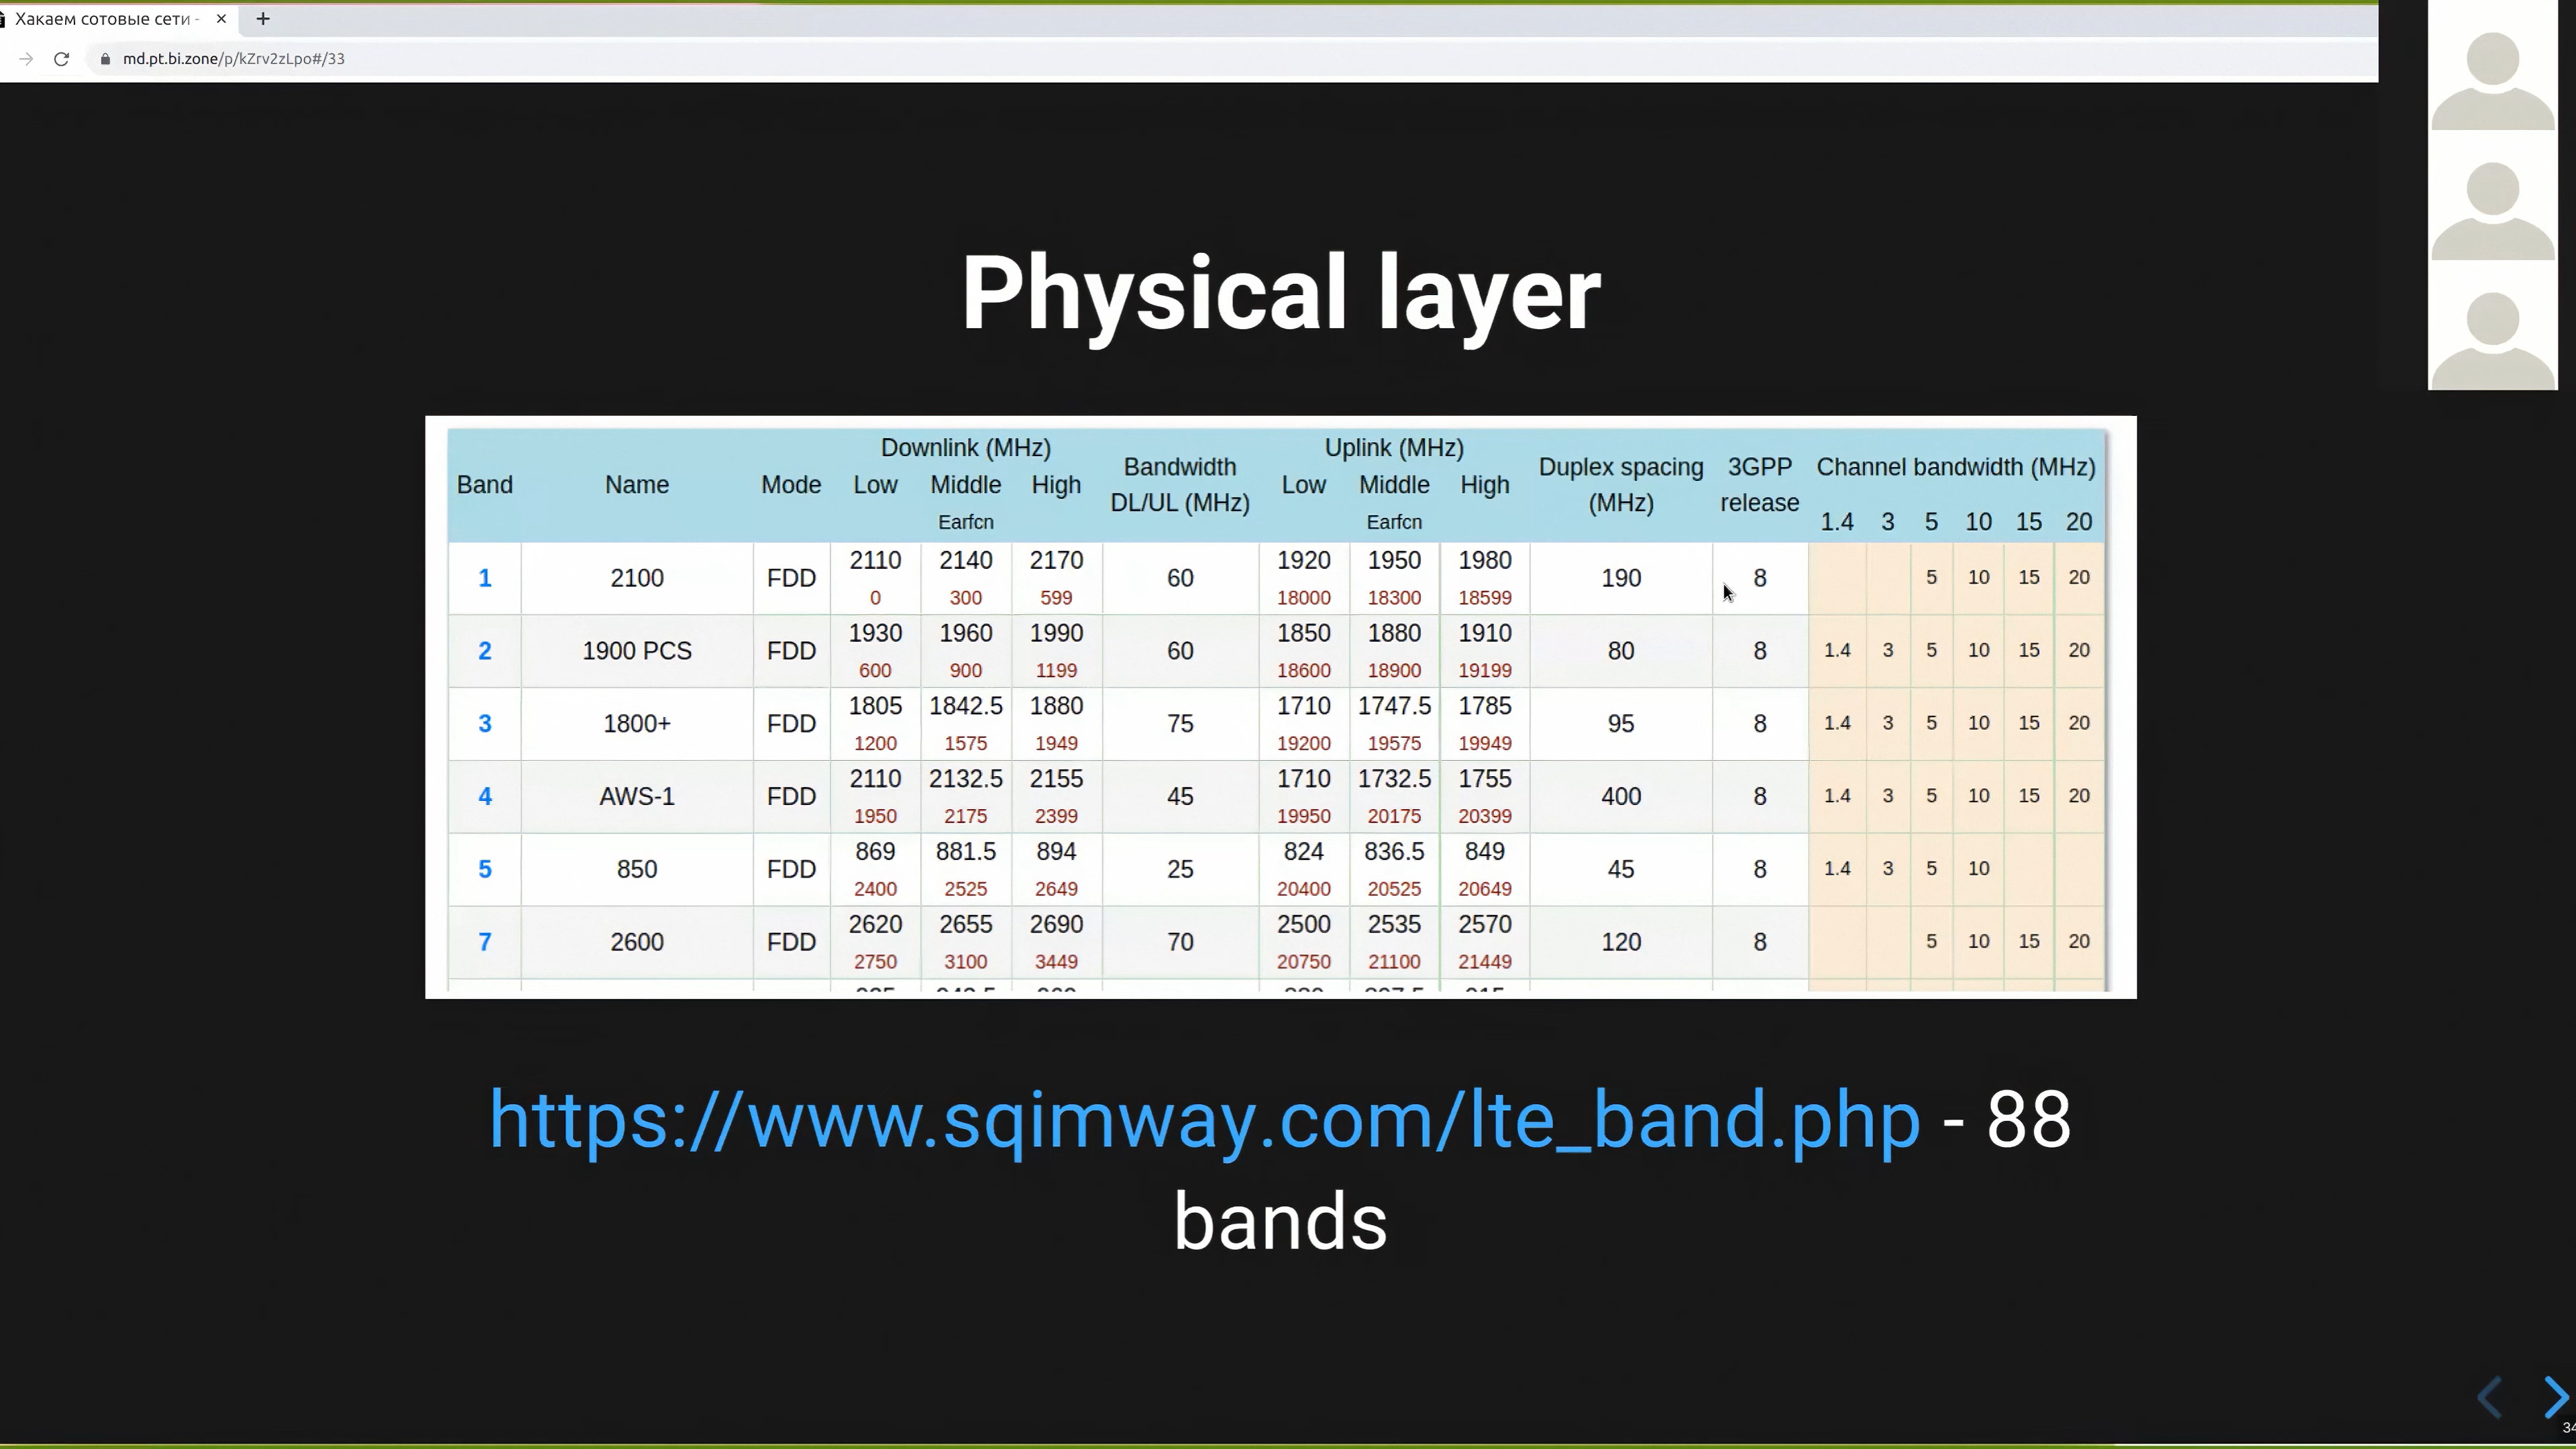 Хакаем сотовые сети -
md.pt.bi.zone/p/kZrv2zLpo#/33
Physical layer
Band Name Mode Downlink (MHz) Low Middle High Earfcn Bandwidth DL/UL (MHz) Uplink (MHz) Low Middle High Earfcn Duplex spacing (MHz) 3GPP release Channel bandwidth (MHz) 1.4 3 5 10 15 20
1 2100 FDD 2110 2140 2170 60 1920 1950 1980 190 8 5 10 15 20
0 300 599 18000 18300 18599
2 1900 PCS FDD 1930 1960 1990 60 1850 1880 1910 80 8 1.4 3 5 10 15 20
600 900 1199 18600 18900 19199
3 1800+ FDD 1805 1842.5 1880 75 1710 1747.5 1785 95 8 1.4 3 5 10 15 20
1200 1575 1949 19200 19575 19949
4 AWS-1 FDD 2110 2132.5 2155 45 1710 1732.5 1755 400 8 1.4 3 5 10 15 20
1950 2175 2399 19950 20175 20399
5 850 FDD 869 881.5 894 25 824 836.5 849 45 8 1.4 3 5 10
2400 2525 2649 20400 20525 20649
7 2600 FDD 2620 2655 2690 70 2500 2535 2570 120 8 5 10 15 20
2750 3100 3449 20750 21100 21449
https://www.sqimway.com/lte_band.php - 88
bands
34